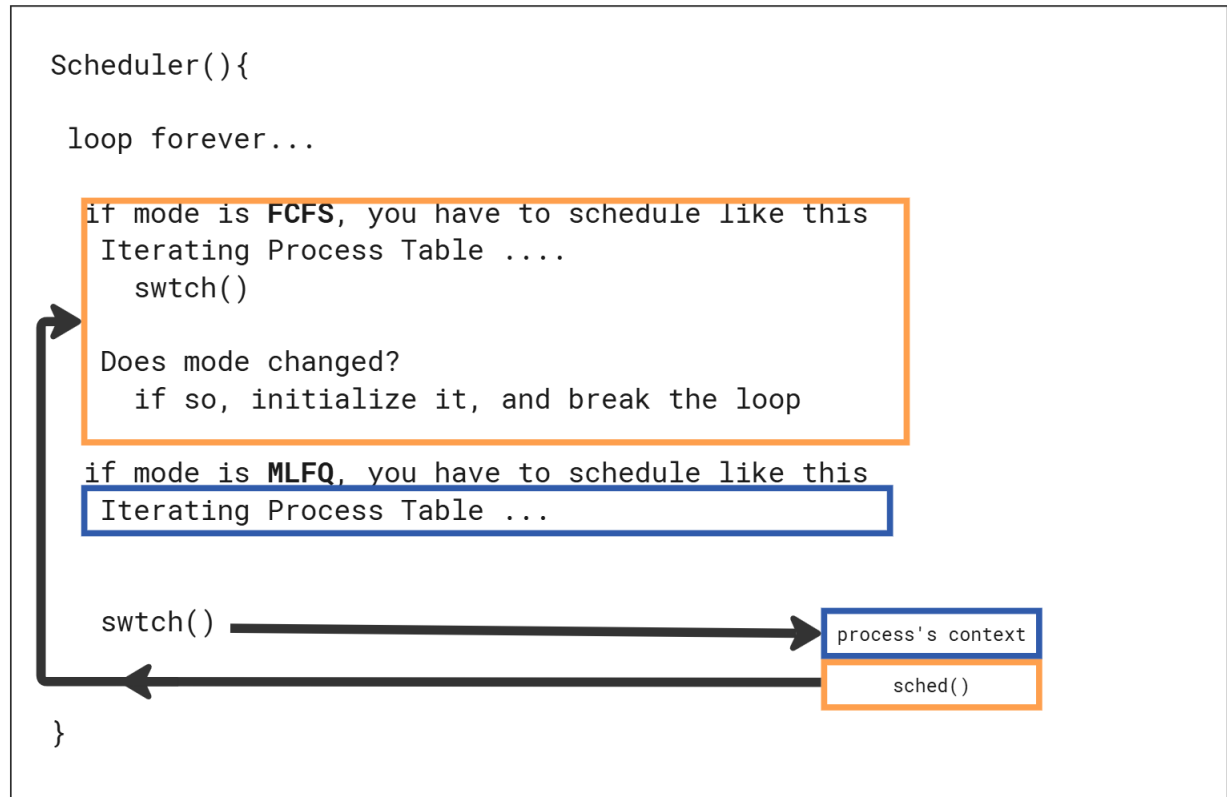 Scheduler(){
loop forever...
if mode is FCFS, you have to schedule like this
Iterating Process Table ....
swtch()
Does mode changed?
if so, initialize it, and break the loop
if mode is MLFQ, you have to schedule like this
Iterating Process Table ...
swtch()
process's context
sched()
}